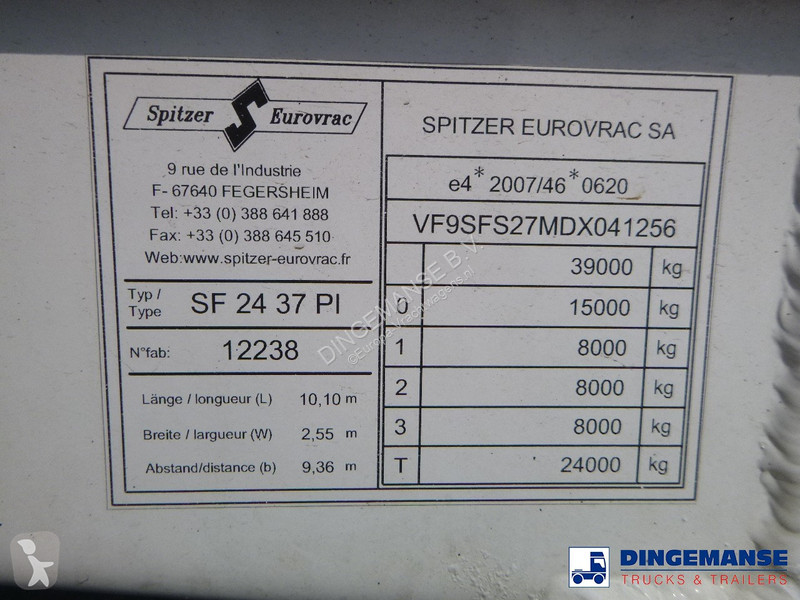 Spitzer Eurovrac
9 rue de l'Industrie
F- 67640 FEGERSHEIM
Tel: +33 (0) 388 641 888
Fax: +33 (0) 388 645 510
Web:www.spitzer-eurovrac.fr
Typ / Type SF 24 37 PI
N°fab: 12238
Länge / longueur (L) 10,10 m
Breite / largueur (W) 2,55 m
Abstand/distance (b) 9,36 m
SPITZER EUROVRAC SA
e4*2007/46*0620
VF9SFS27MDX041256
39000 kg
0 15000 kg
1 8000 kg
2 8000 kg
3 8000 kg
T 24000 kg
DINGEMANSE B.V.
DINGEMANSE
TRUCKS & TRAILERS